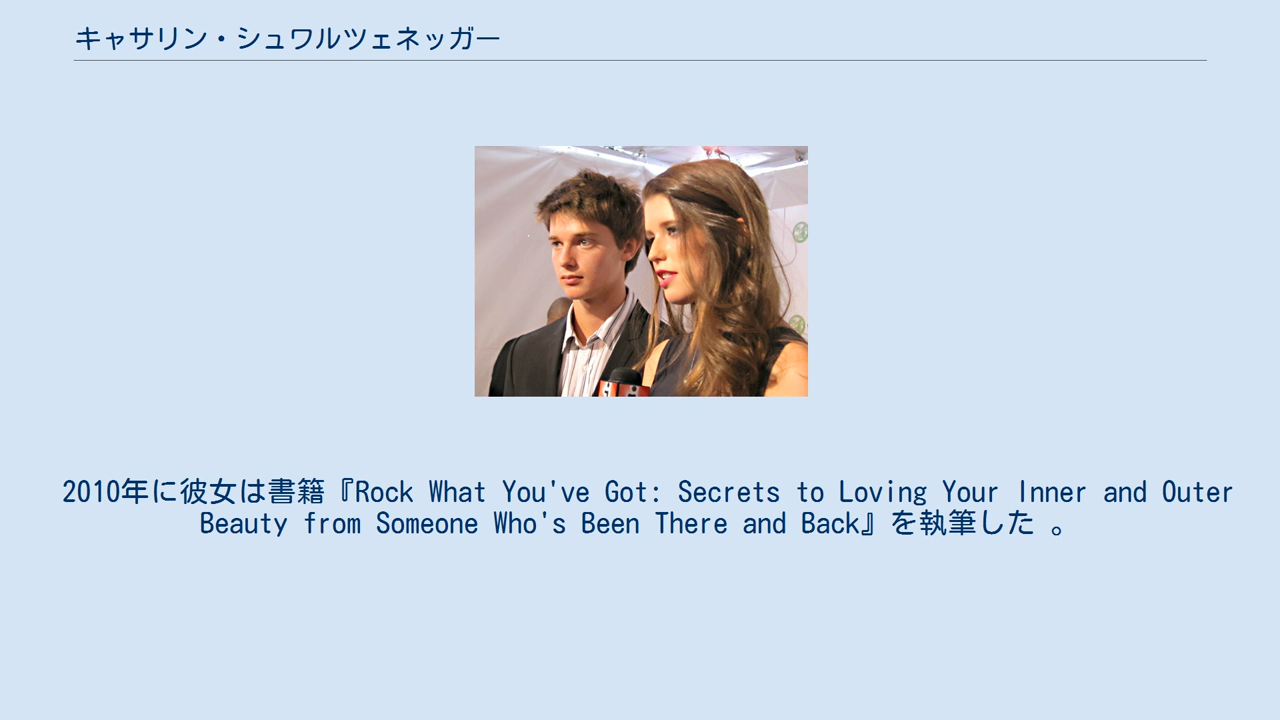 キャサリン・シュワルツェネッガー
2010年に彼女は書籍『Rock What You've Got: Secrets to Loving Your Inner and Outer
Beauty from Someone Who's Been There and Back』を執筆した 。